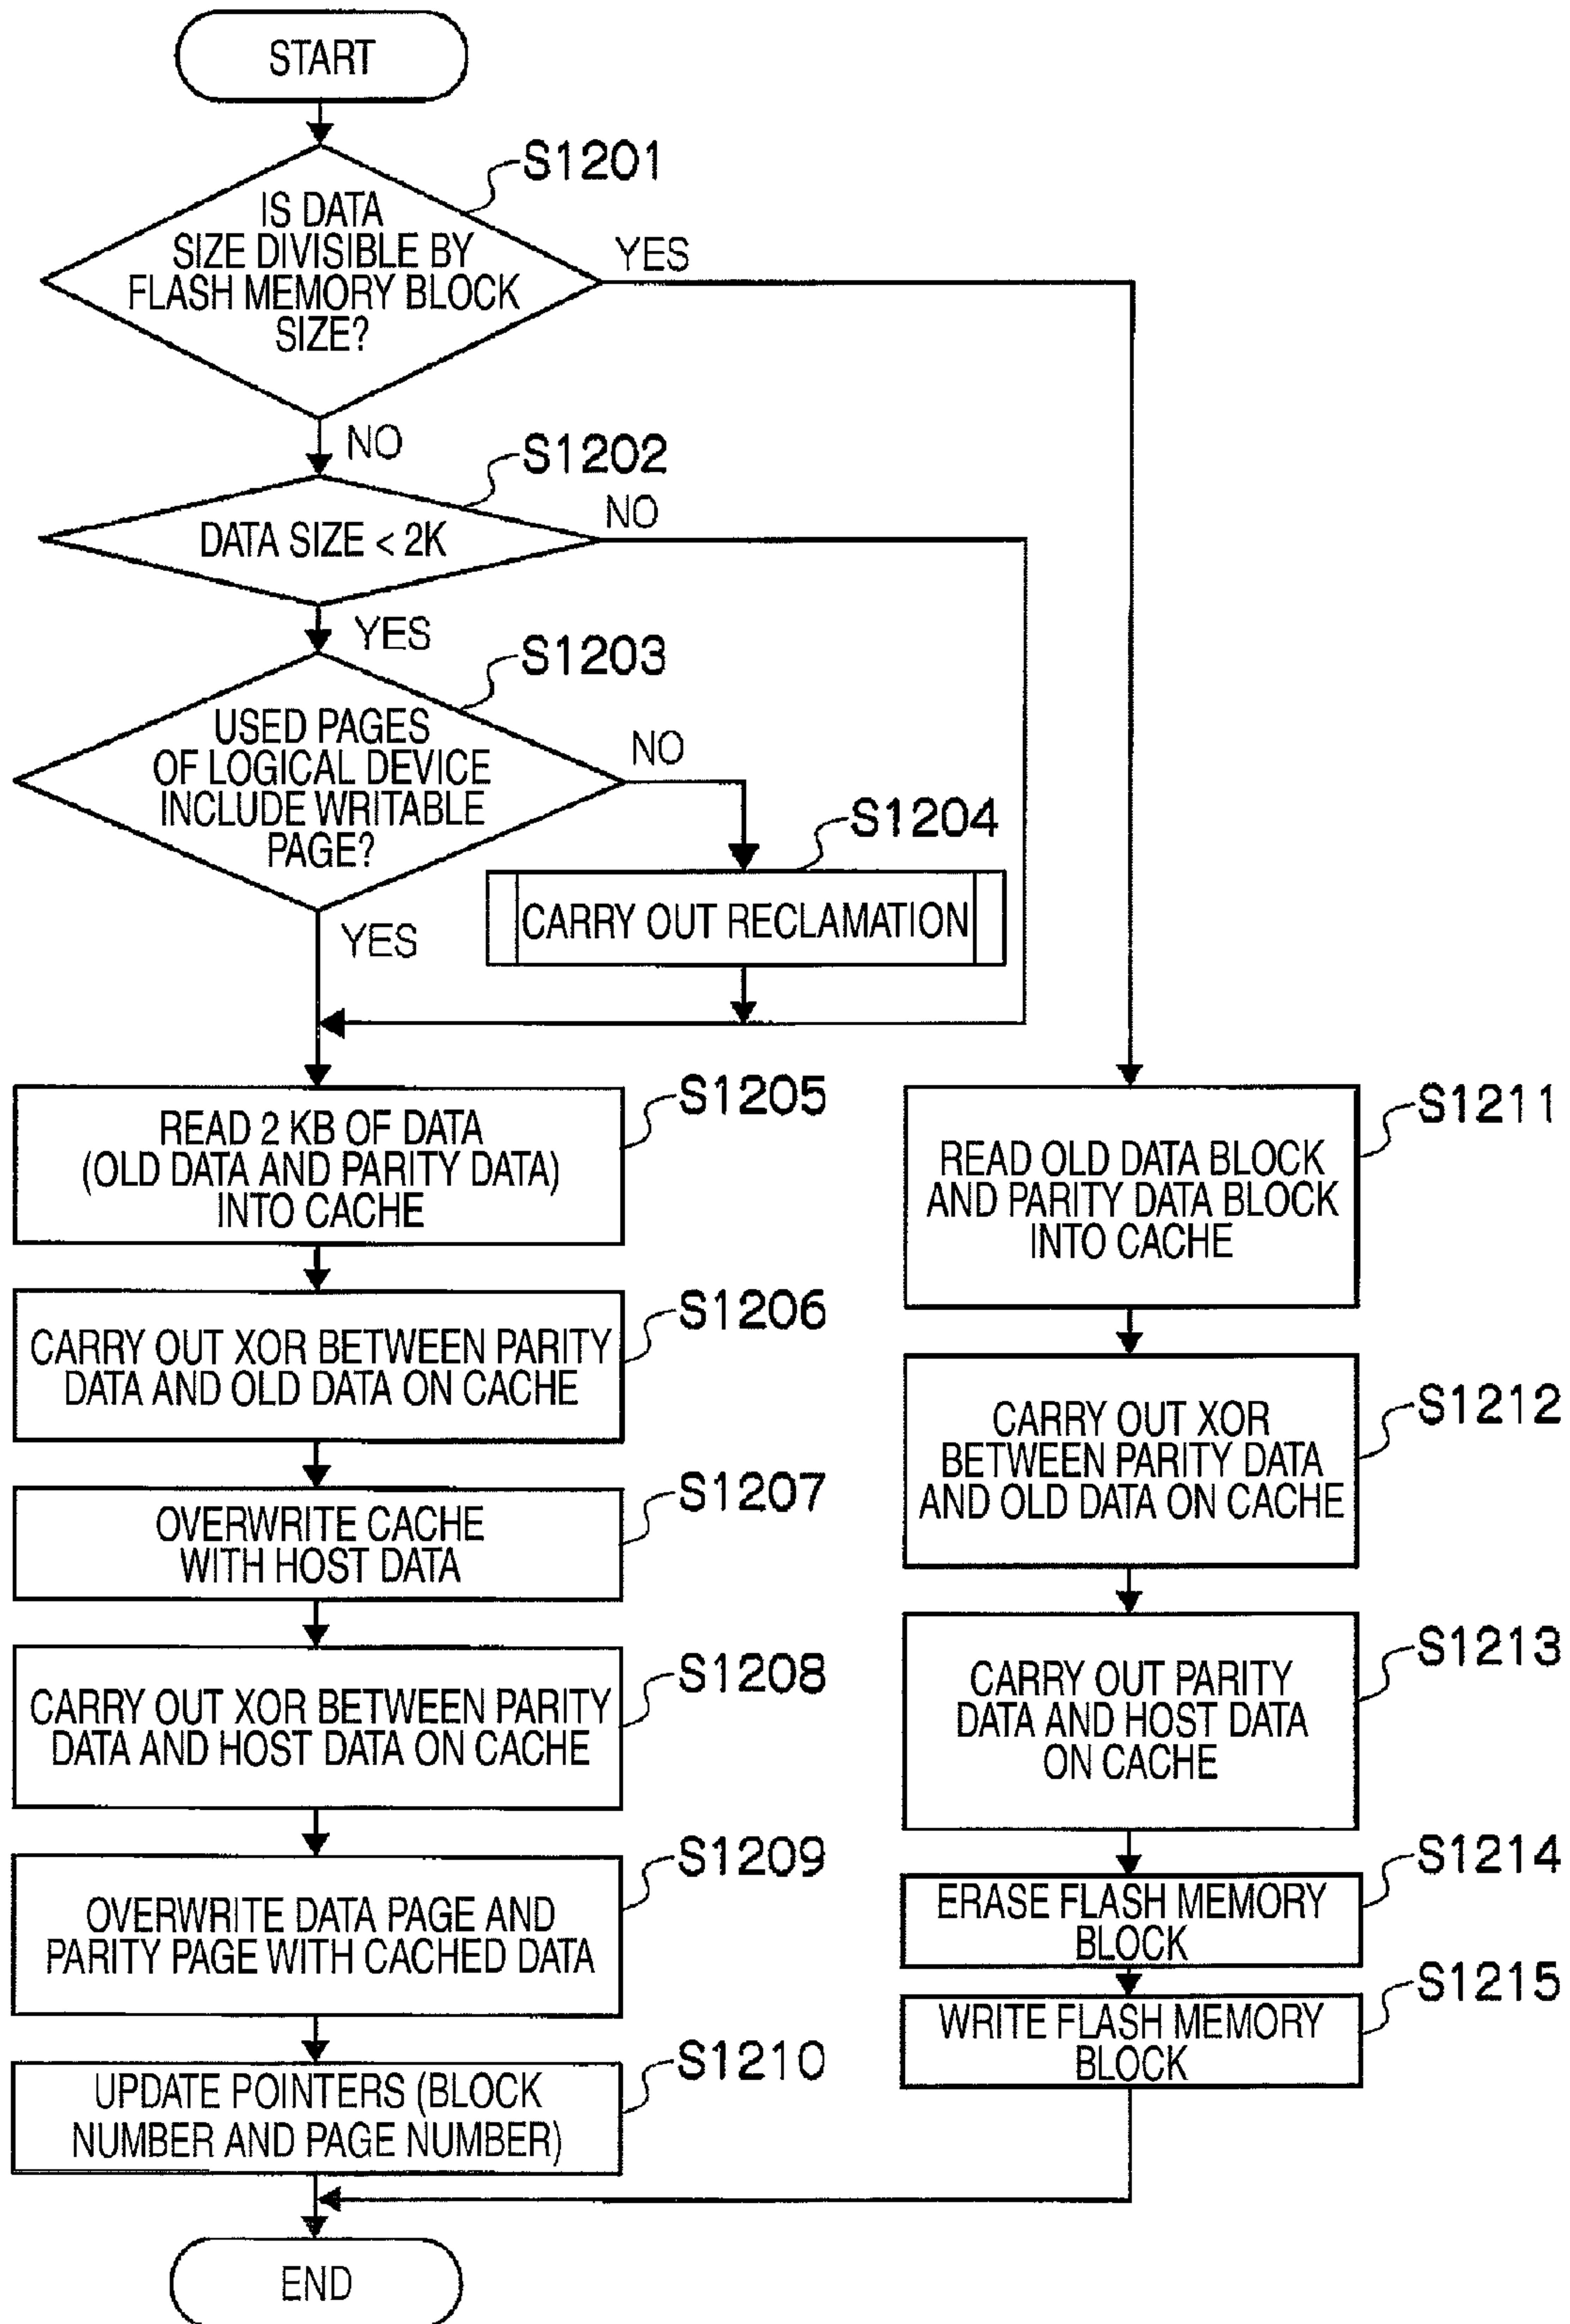 START
S1201
IS DATA
SIZE DIVISIBLE BY
FLASH MEMORY BLOCK
SIZE?
YES
NO
S1202
DATA SIZE < 2K
NO
YES
S1203
USED PAGES
OF LOGICAL DEVICE
INCLUDE WRITABLE
PAGE?
NO
YES
S1204
CARRY OUT RECLAMATION
S1205
READ 2 KB OF DATA
(OLD DATA AND PARITY DATA)
INTO CACHE
S1206
CARRY OUT XOR BETWEEN PARITY
DATA AND OLD DATA ON CACHE
S1207
OVERWRITE CACHE
WITH HOST DATA
S1208
CARRY OUT XOR BETWEEN PARITY
DATA AND HOST DATA ON CACHE
S1209
OVERWRITE DATA PAGE AND
PARITY PAGE WITH CACHED DATA
S1210
UPDATE POINTERS (BLOCK
NUMBER AND PAGE NUMBER)
S1211
READ OLD DATA BLOCK
AND PARITY DATA BLOCK
INTO CACHE
S1212
CARRY OUT XOR
BETWEEN PARITY DATA
AND OLD DATA ON CACHE
S1213
CARRY OUT PARITY
DATA AND HOST DATA
ON CACHE
S1214
ERASE FLASH MEMORY
BLOCK
S1215
WRITE FLASH MEMORY
BLOCK
END